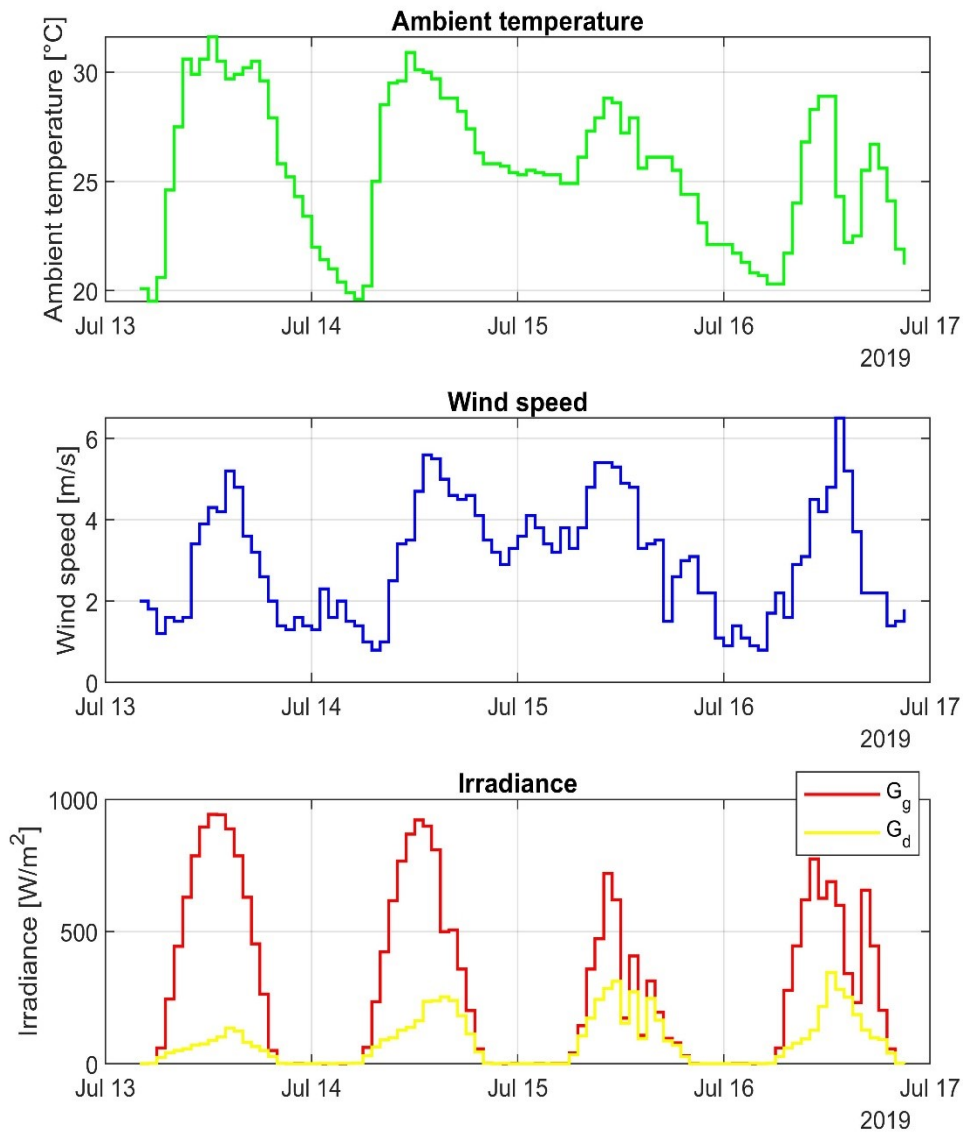 Ambient temperature
Ambient temperature [°C]
30
25
20
Jul 13 Jul 14 Jul 15 Jul 16 Jul 17
2019
Wind speed
Wind speed [m/s]
6
4
2
0
Jul 13 Jul 14 Jul 15 Jul 16 Jul 17
2019
Irradiance
Irradiance [W/m²]
1000
500
0
G_g
G_d
Jul 13 Jul 14 Jul 15 Jul 16 Jul 17
2019